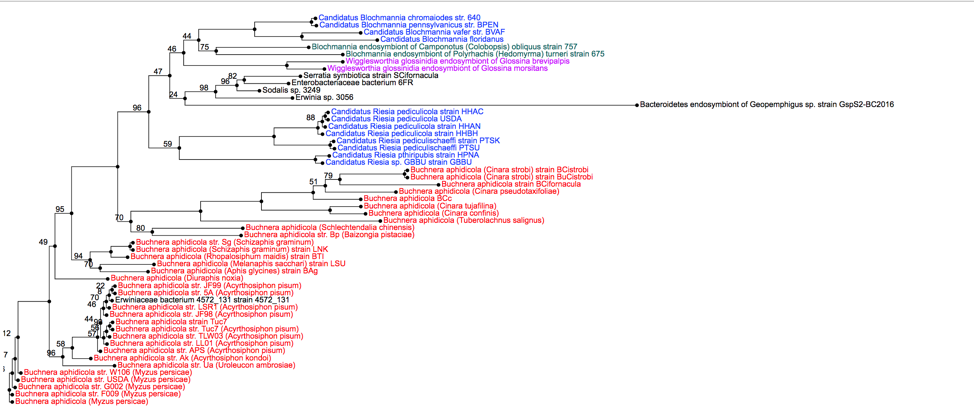 Candidatus Blochmannia chromaiodes str. 640
Candidatus Blochmannia pennsylvanicus str. BPEN
44
Candidatus Blochmannia vafer str. BVAF
Candidatus Blochmannia floridanus
46
75
Blochmannia endosymbiont of Camponotus (Colobopsis) obliquus strain 757
Blochmannia endosymbiont of Polyrhachis (Hedomyrma) turneri strain 675
Wigglesworthia glossinidia endosymbiont of Glossina brevipalpis
Wigglesworthia glossinidia endosymbiont of Glossina morsitans
47
82
Serratia symbiotica strain SCifornacula
96
Enterobacteriaceae bacterium 6FR
98
Sodalis sp. 3249
24
Erwinia sp. 3056
Bacteroidetes endosymbiont of Geopemphigus sp. strain GspS2-BC2016
96
Candidatus Riesia pediculicola strain HHAC
88
Candidatus Riesia pediculicola USDA
Candidatus Riesia pediculicola strain HHAN
Candidatus Riesia pediculicola strain HHBH
Candidatus Riesia pediculischaeffi strain PTSK
59
Candidatus Riesia pediculischaeffi PTSU
Candidatus Riesia pthiripubis strain HPNA
Candidatus Riesia sp. GBBU strain GBBU
Buchnera aphidicola (Cinara strobi) strain BCistrobi
79
Buchnera aphidicola (Cinara strobi) strain BuCistrobi
51
Buchnera aphidicola strain BCifornacula
Buchnera aphidicola (Cinara pseudotaxifoliae)
Buchnera aphidicola BCc
Buchnera aphidicola (Cinara tujafilina)
95
Buchnera aphidicola (Cinara confinis)
70
Buchnera aphidicola (Tuberolachnus salignus)
80
Buchnera aphidicola (Schlechtendalia chinensis)
Buchnera aphidicola str. Bp (Baizongia pistaciae)
49
Buchnera aphidicola str. Sg (Schizaphis graminum)
Buchnera aphidicola (Schizaphis graminum) strain LNK
94
Buchnera aphidicola (Rhopalosiphum maidis) strain BTI
70
Buchnera aphidicola (Melanaphis sacchari) strain LSU
Buchnera aphidicola (Aphis glycines) strain BAg
Buchnera aphidicola (Diuraphis noxia)
22
Buchnera aphidicola str. JF99 (Acyrthosiphon pisum)
8
Buchnera aphidicola str. 5A (Acyrthosiphon pisum)
70
Erwiniaceae bacterium 4572_131 strain 4572_131
46
Buchnera aphidicola str. LSR1 (Acyrthosiphon pisum)
Buchnera aphidicola str. JF98 (Acyrthosiphon pisum)
44
Buchnera aphidicola strain Tuc7
Buchnera aphidicola str. Tuc7 (Acyrthosiphon pisum)
12
57
Buchnera aphidicola str. TLW03 (Acyrthosiphon pisum)
58
Buchnera aphidicola str. LL01 (Acyrthosiphon pisum)
7
96
Buchnera aphidicola str. APS (Acyrthosiphon pisum)
Buchnera aphidicola str. Ak (Acyrthosiphon kondoi)
Buchnera aphidicola str. Ua (Uroleucon ambrosiae)
Buchnera aphidicola str. W106 (Myzus persicae)
Buchnera aphidicola str. USDA (Myzus persicae)
Buchnera aphidicola str. G002 (Myzus persicae)
Buchnera aphidicola str. F009 (Myzus persicae)
Buchnera aphidicola (Myzus persicae)